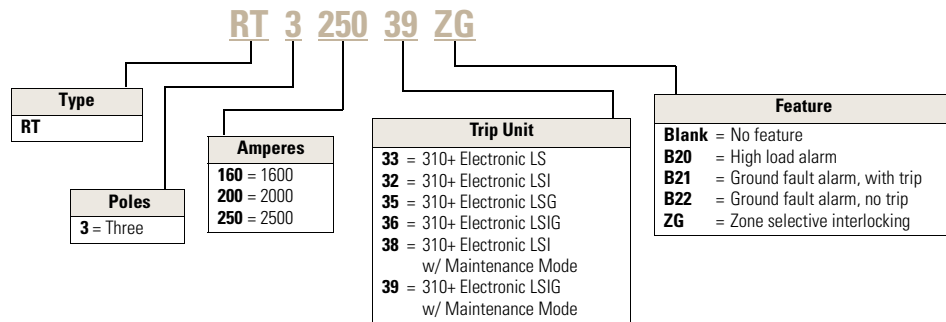 RT 3 250 39 ZG
Type
RT
Poles
3 = Three
Amperes
160 = 1600
200 = 2000
250 = 2500
Trip Unit
33 = 310+ Electronic LS
32 = 310+ Electronic LSI
35 = 310+ Electronic LSG
36 = 310+ Electronic LSIG
38 = 310+ Electronic LSI
w/ Maintenance Mode
39 = 310+ Electronic LSIG
w/ Maintenance Mode
Feature
Blank = No feature
B20 = High load alarm
B21 = Ground fault alarm, with trip
B22 = Ground fault alarm, no trip
ZG = Zone selective interlocking